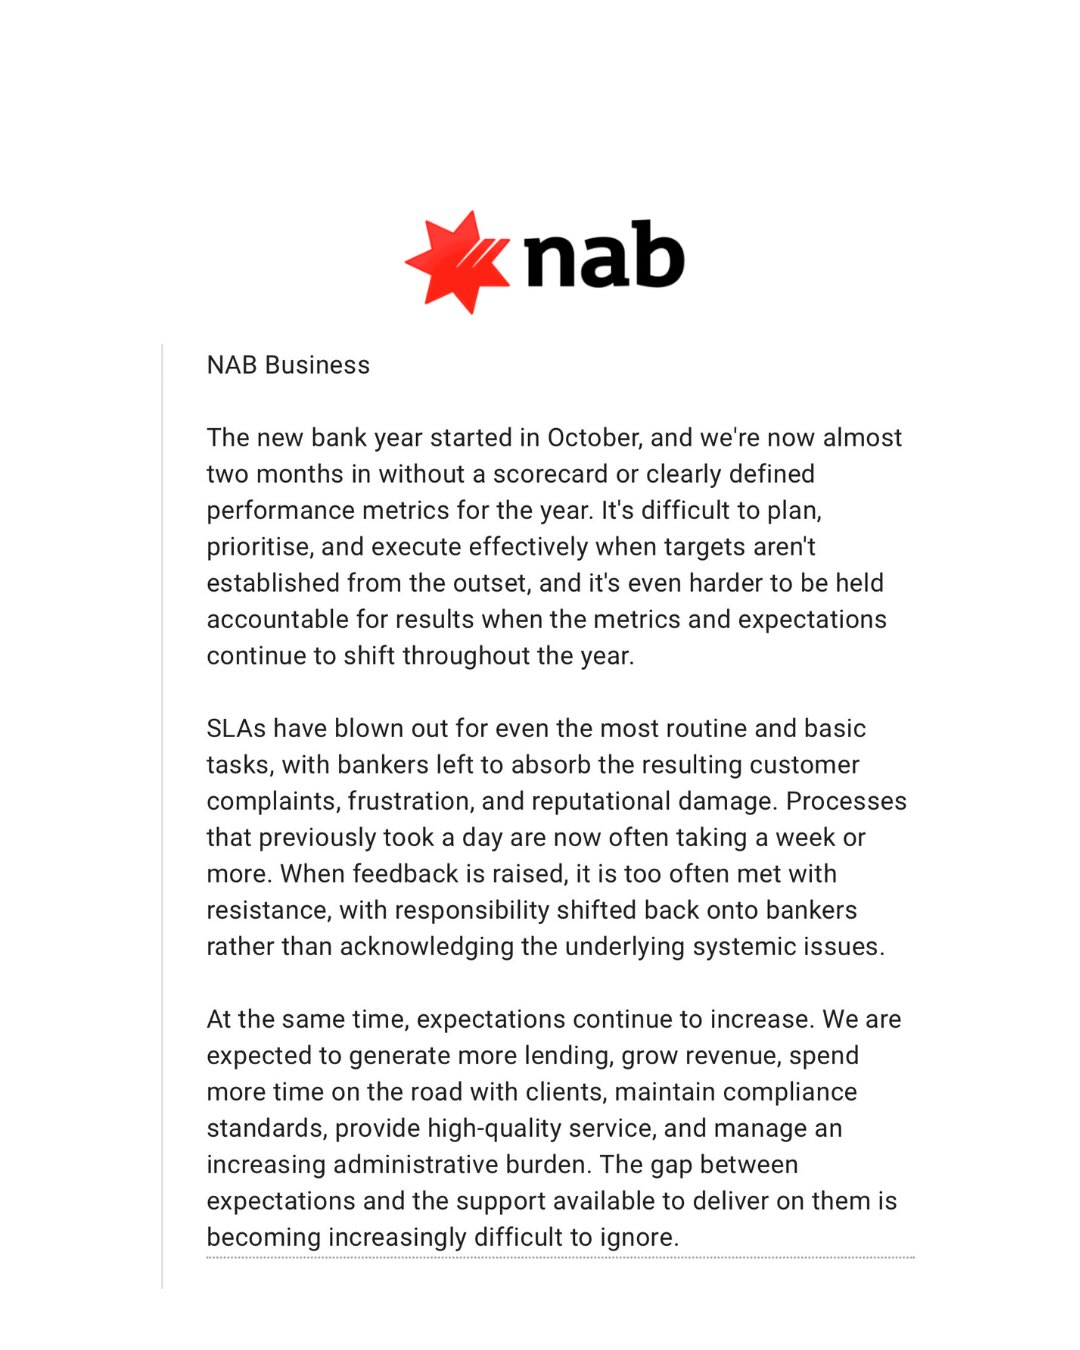 nab
NAB Business
The new bank year started in October, and we're now almost
two months in without a scorecard or clearly defined
performance metrics for the year. It's difficult to plan,
prioritise, and execute effectively when targets aren't
established from the outset, and it's even harder to be held
accountable for results when the metrics and expectations
continue to shift throughout the year.
SLAs have blown out for even the most routine and basic
tasks, with bankers left to absorb the resulting customer
complaints, frustration, and reputational damage. Processes
that previously took a day are now often taking a week or
more. When feedback is raised, it is too often met with
resistance, with responsibility shifted back onto bankers
rather than acknowledging the underlying systemic issues.
At the same time, expectations continue to increase. We are
expected to generate more lending, grow revenue, spend
more time on the road with clients, maintain compliance
standards, provide high-quality service, and manage an
increasing administrative burden. The gap between
expectations and the support available to deliver on them is
becoming increasingly difficult to ignore.